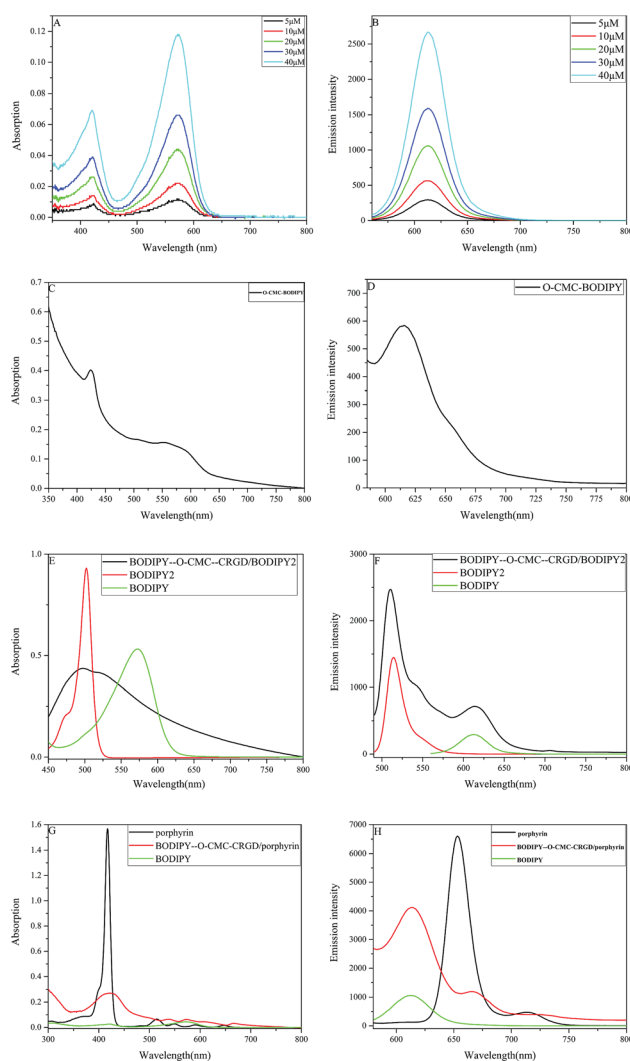 A
5μM
10μM
20μM
30μM
40μM
0.12
0.10
0.08
0.06
0.04
0.02
0.00
Absorption
400
500
600
700
800
Wavelength (nm)
B
5μM
10μM
20μM
30μM
40μM
2500
2000
1500
1000
500
0
Emission intensity
600
650
700
750
800
Wavelength (nm)
C
O-CMC-BODIPY
0.7
0.6
0.5
0.4
0.3
0.2
0.1
0.0
Absorption
350
400
450
500
550
600
650
700
750
800
Wavelength(nm)
D
O-CMC-BODIPY
700
600
500
400
300
200
100
0
Emission intensity
600
625
650
675
700
725
750
775
800
Wavelength(nm)
E
BODIPY--O-CMC--CRGD/BODIPY2
BODIPY2
BODIPY
1.0
0.5
0.0
Absorption
450
500
550
600
650
700
750
800
Wavelength(nm)
F
BODIPY--O-CMC--CRGD/BODIPY2
BODIPY2
BODIPY
3000
2000
1000
0
Emission intensity
500
550
600
650
700
750
800
Wavelength(nm)
G
porphyrin
BODIPY--O-CMC-CRGD/porphyrin
BODIPY
1.6
1.4
1.2
1.0
0.8
0.6
0.4
0.2
0.0
Absorption
300
400
500
600
700
800
Wavelength(nm)
H
porphyrin
BODIPY--O-CMC-CRGD/porphyrin
BODIPY
7000
6000
5000
4000
3000
2000
1000
0
Emission intensity
600
650
700
750
800
Wavelength(nm)